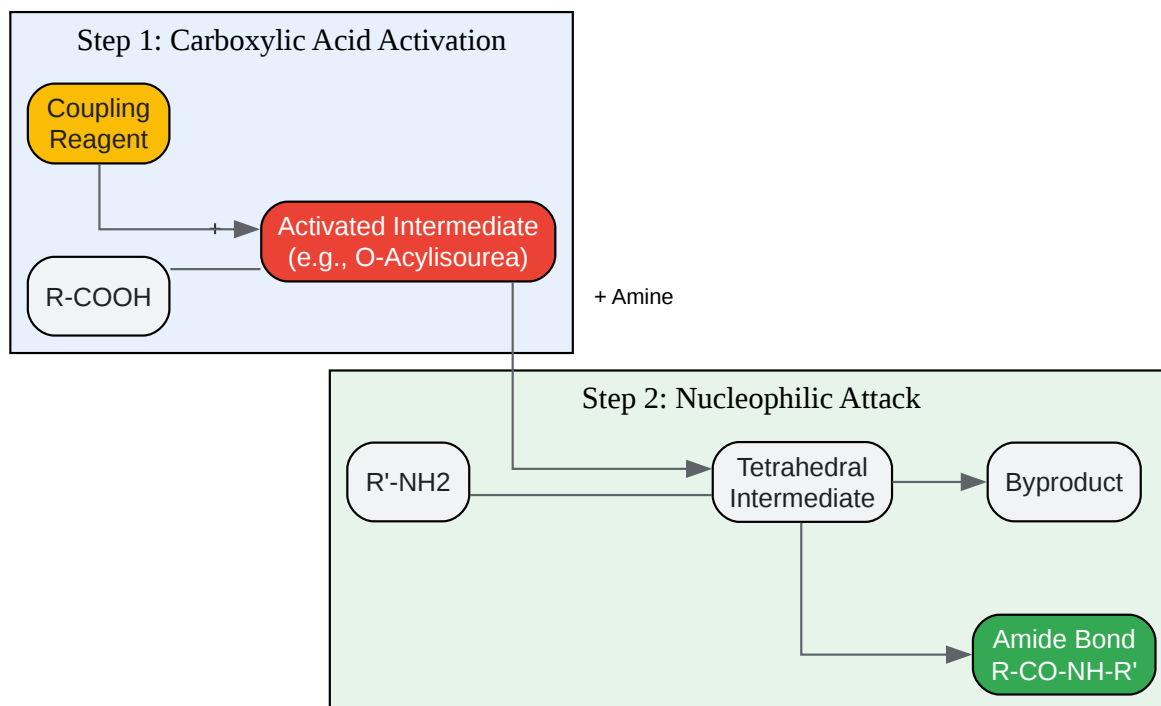 Step 1: Carboxylic Acid Activation
Coupling
Reagent
+
Activated Intermediate
(e.g., O-Acylisourea)
R-COOH
+ Amine
Step 2: Nucleophilic Attack
R'-NH2
Tetrahedral
Intermediate
Byproduct
Amide Bond
R-CO-NH-R'